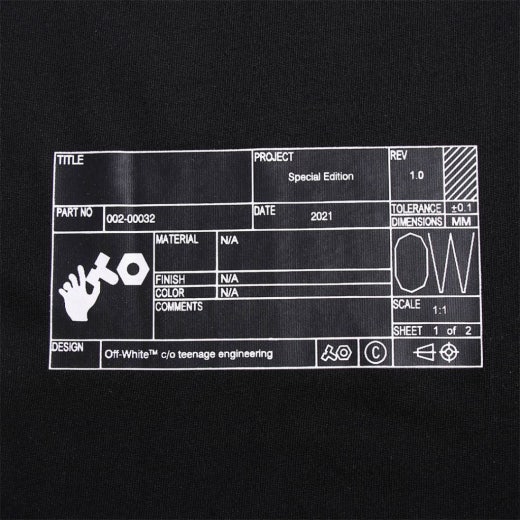 TITLE
PROJECT
Special Edition
REV
1.0
PART NO 002-00032
DATE 2021
TOLERANCE ±0.1
DIMENSIONS MM
MATERIAL N/A
FINISH N/A
COLOR N/A
COMMENTS
OW
SCALE 1:1
SHEET 1 of 2
DESIGN Off-White™ c/o teenage engineering
©